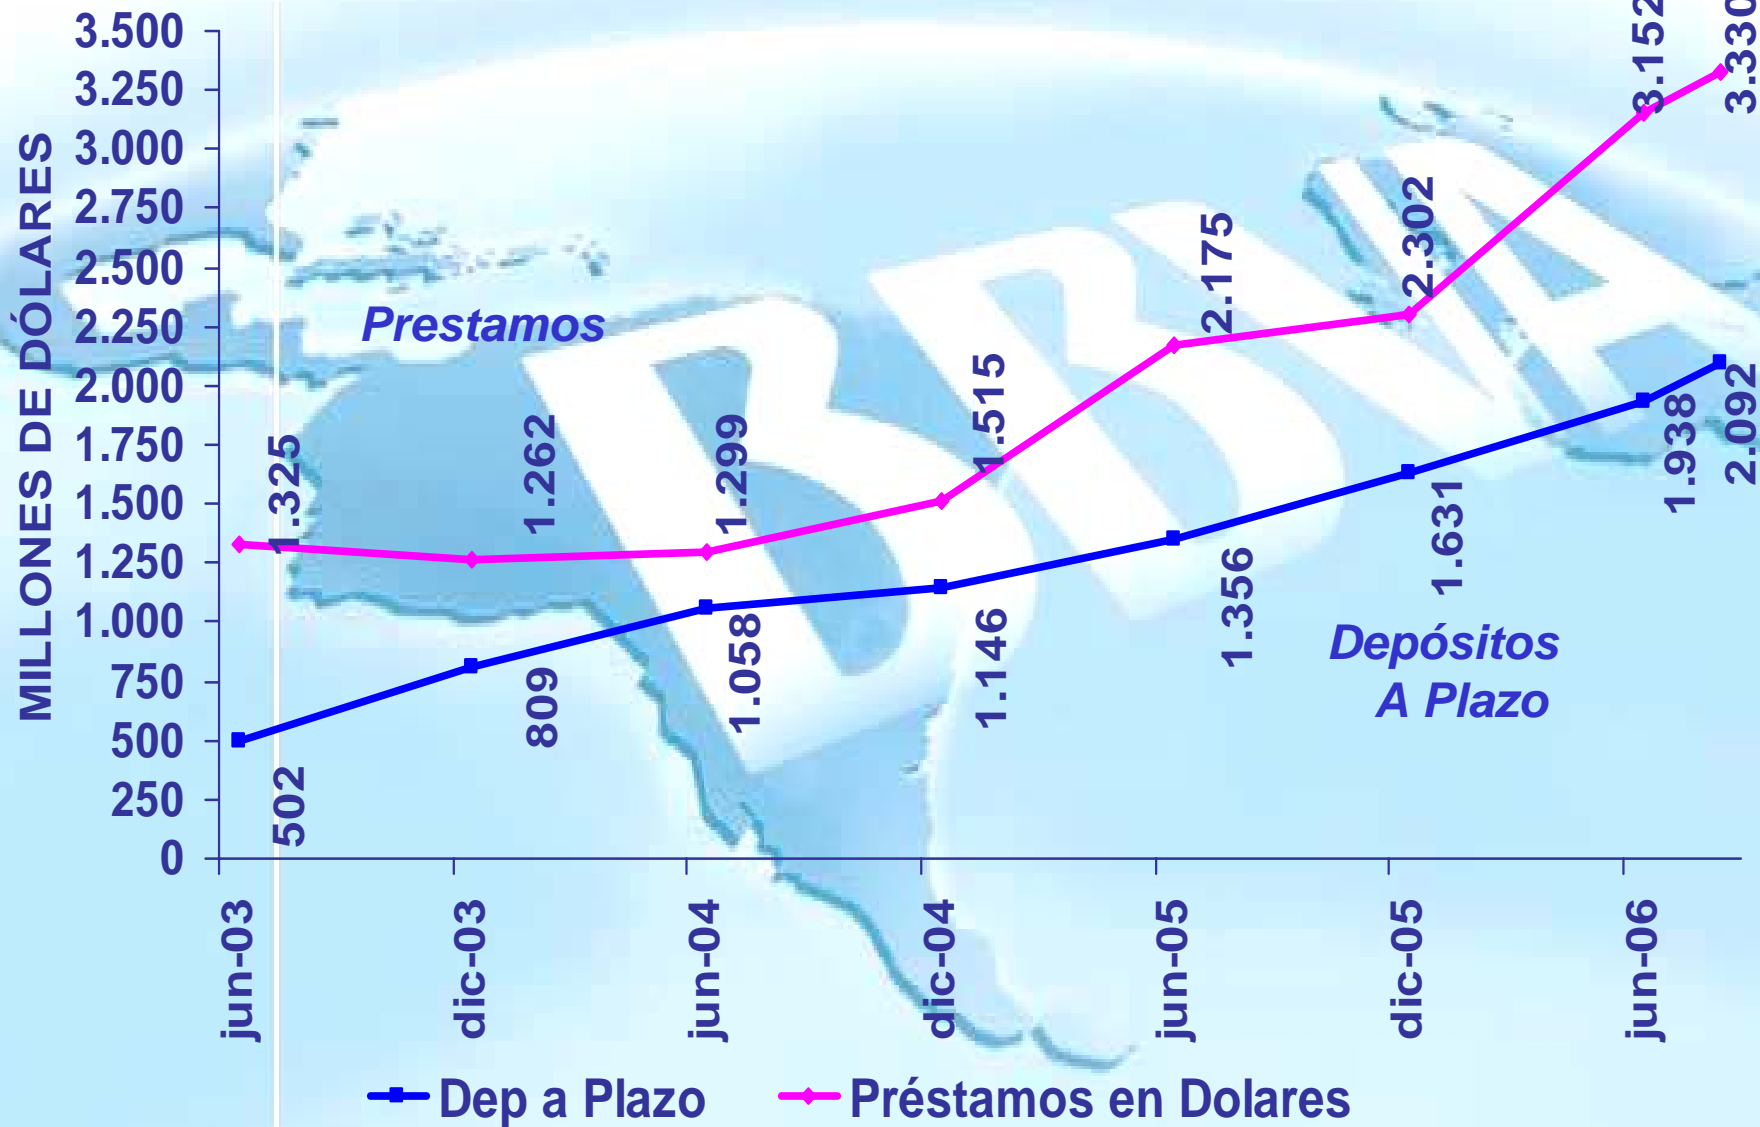 3.500
3.250
3.000
2.750
2.500
2.250
2.000
1.750
1.500
1.250
1.000
750
500
250
0
MILLONES DE DÓLARES
Prestamos
1.325
1.262
1.299
1.515
2.175
2.302
3.152
3.330
502
809
1.058
1.146
1.356
1.631
1.938
2.092
Depósitos
A Plazo
BBVA
jun-03
dic-03
jun-04
dic-04
jun-05
dic-05
jun-06
Dep a Plazo
Préstamos en Dolares